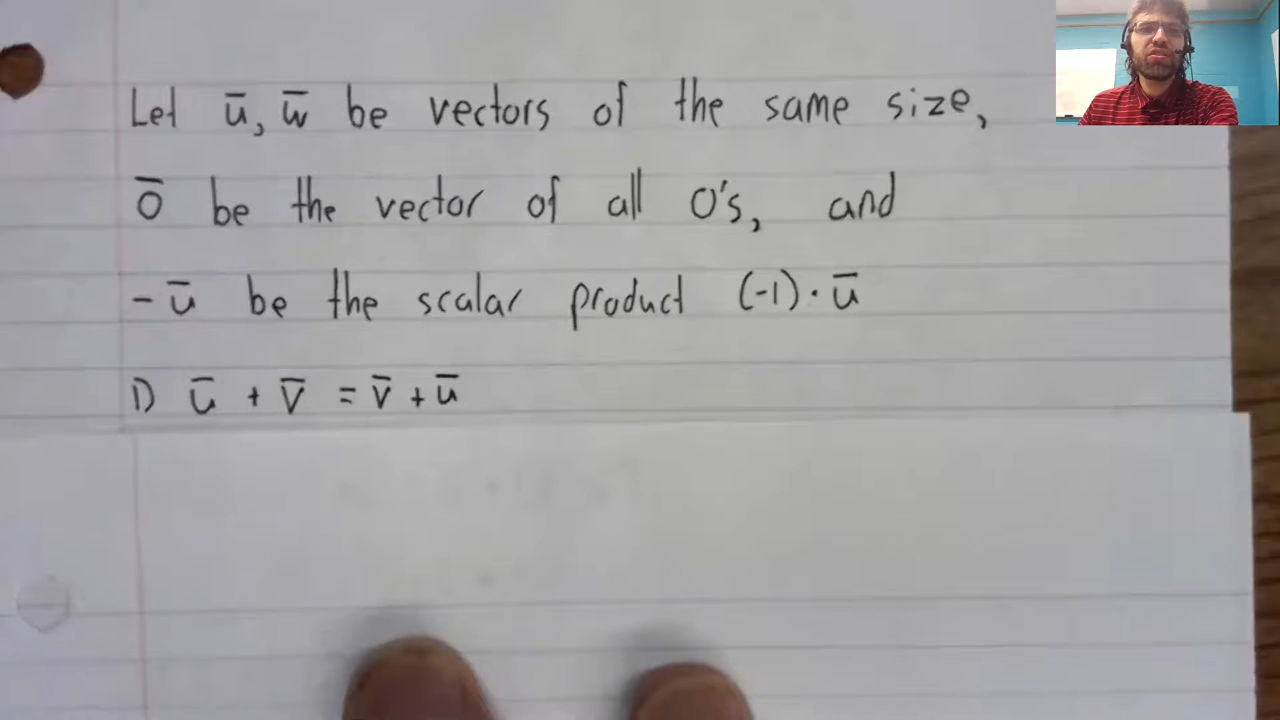 Let ū, w̄ be vectors of the same size,
ō be the vector of all 0's, and
-ū be the scalar product (-1)·ū
1) ū + v̄ = v̄ + ū